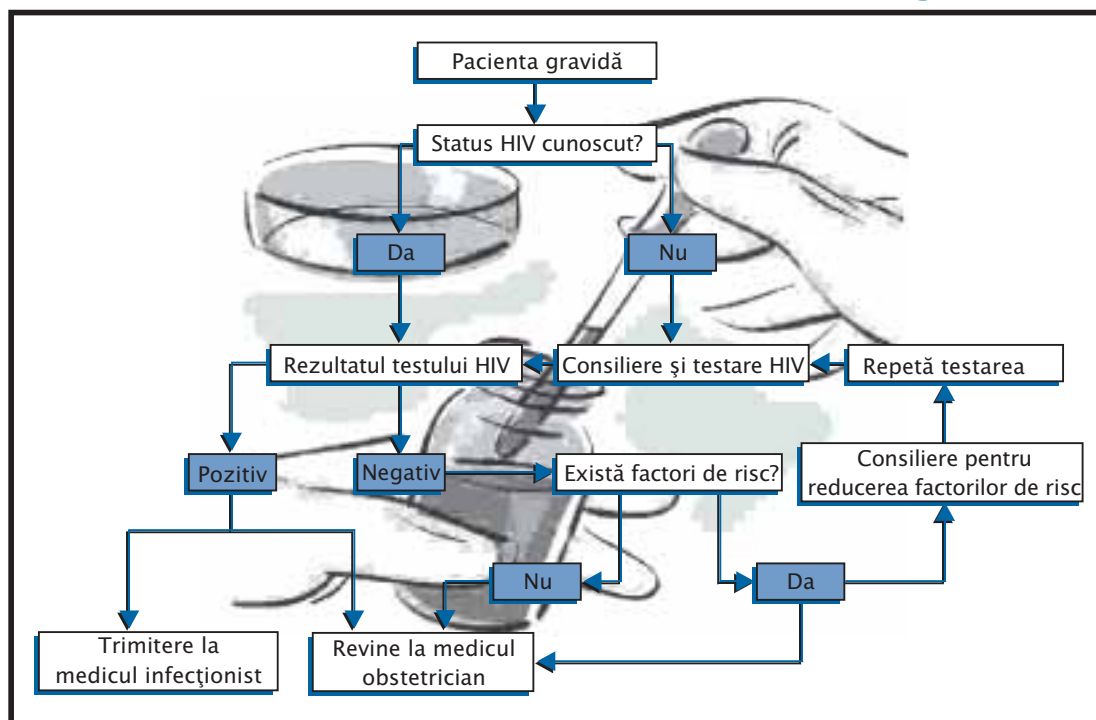 Pacienta gravidă
Status HIV cunoscut?
Da
Nu
Rezultatul testului HIV
Consiliere şi testare HIV
Repetă testarea
Pozitiv
Negativ
Există factori de risc?
Consiliere pentru
reducerea factorilor de risc
Nu
Da
Trimitere la
medicul infecţionist
Revine la medicul
obstetrician